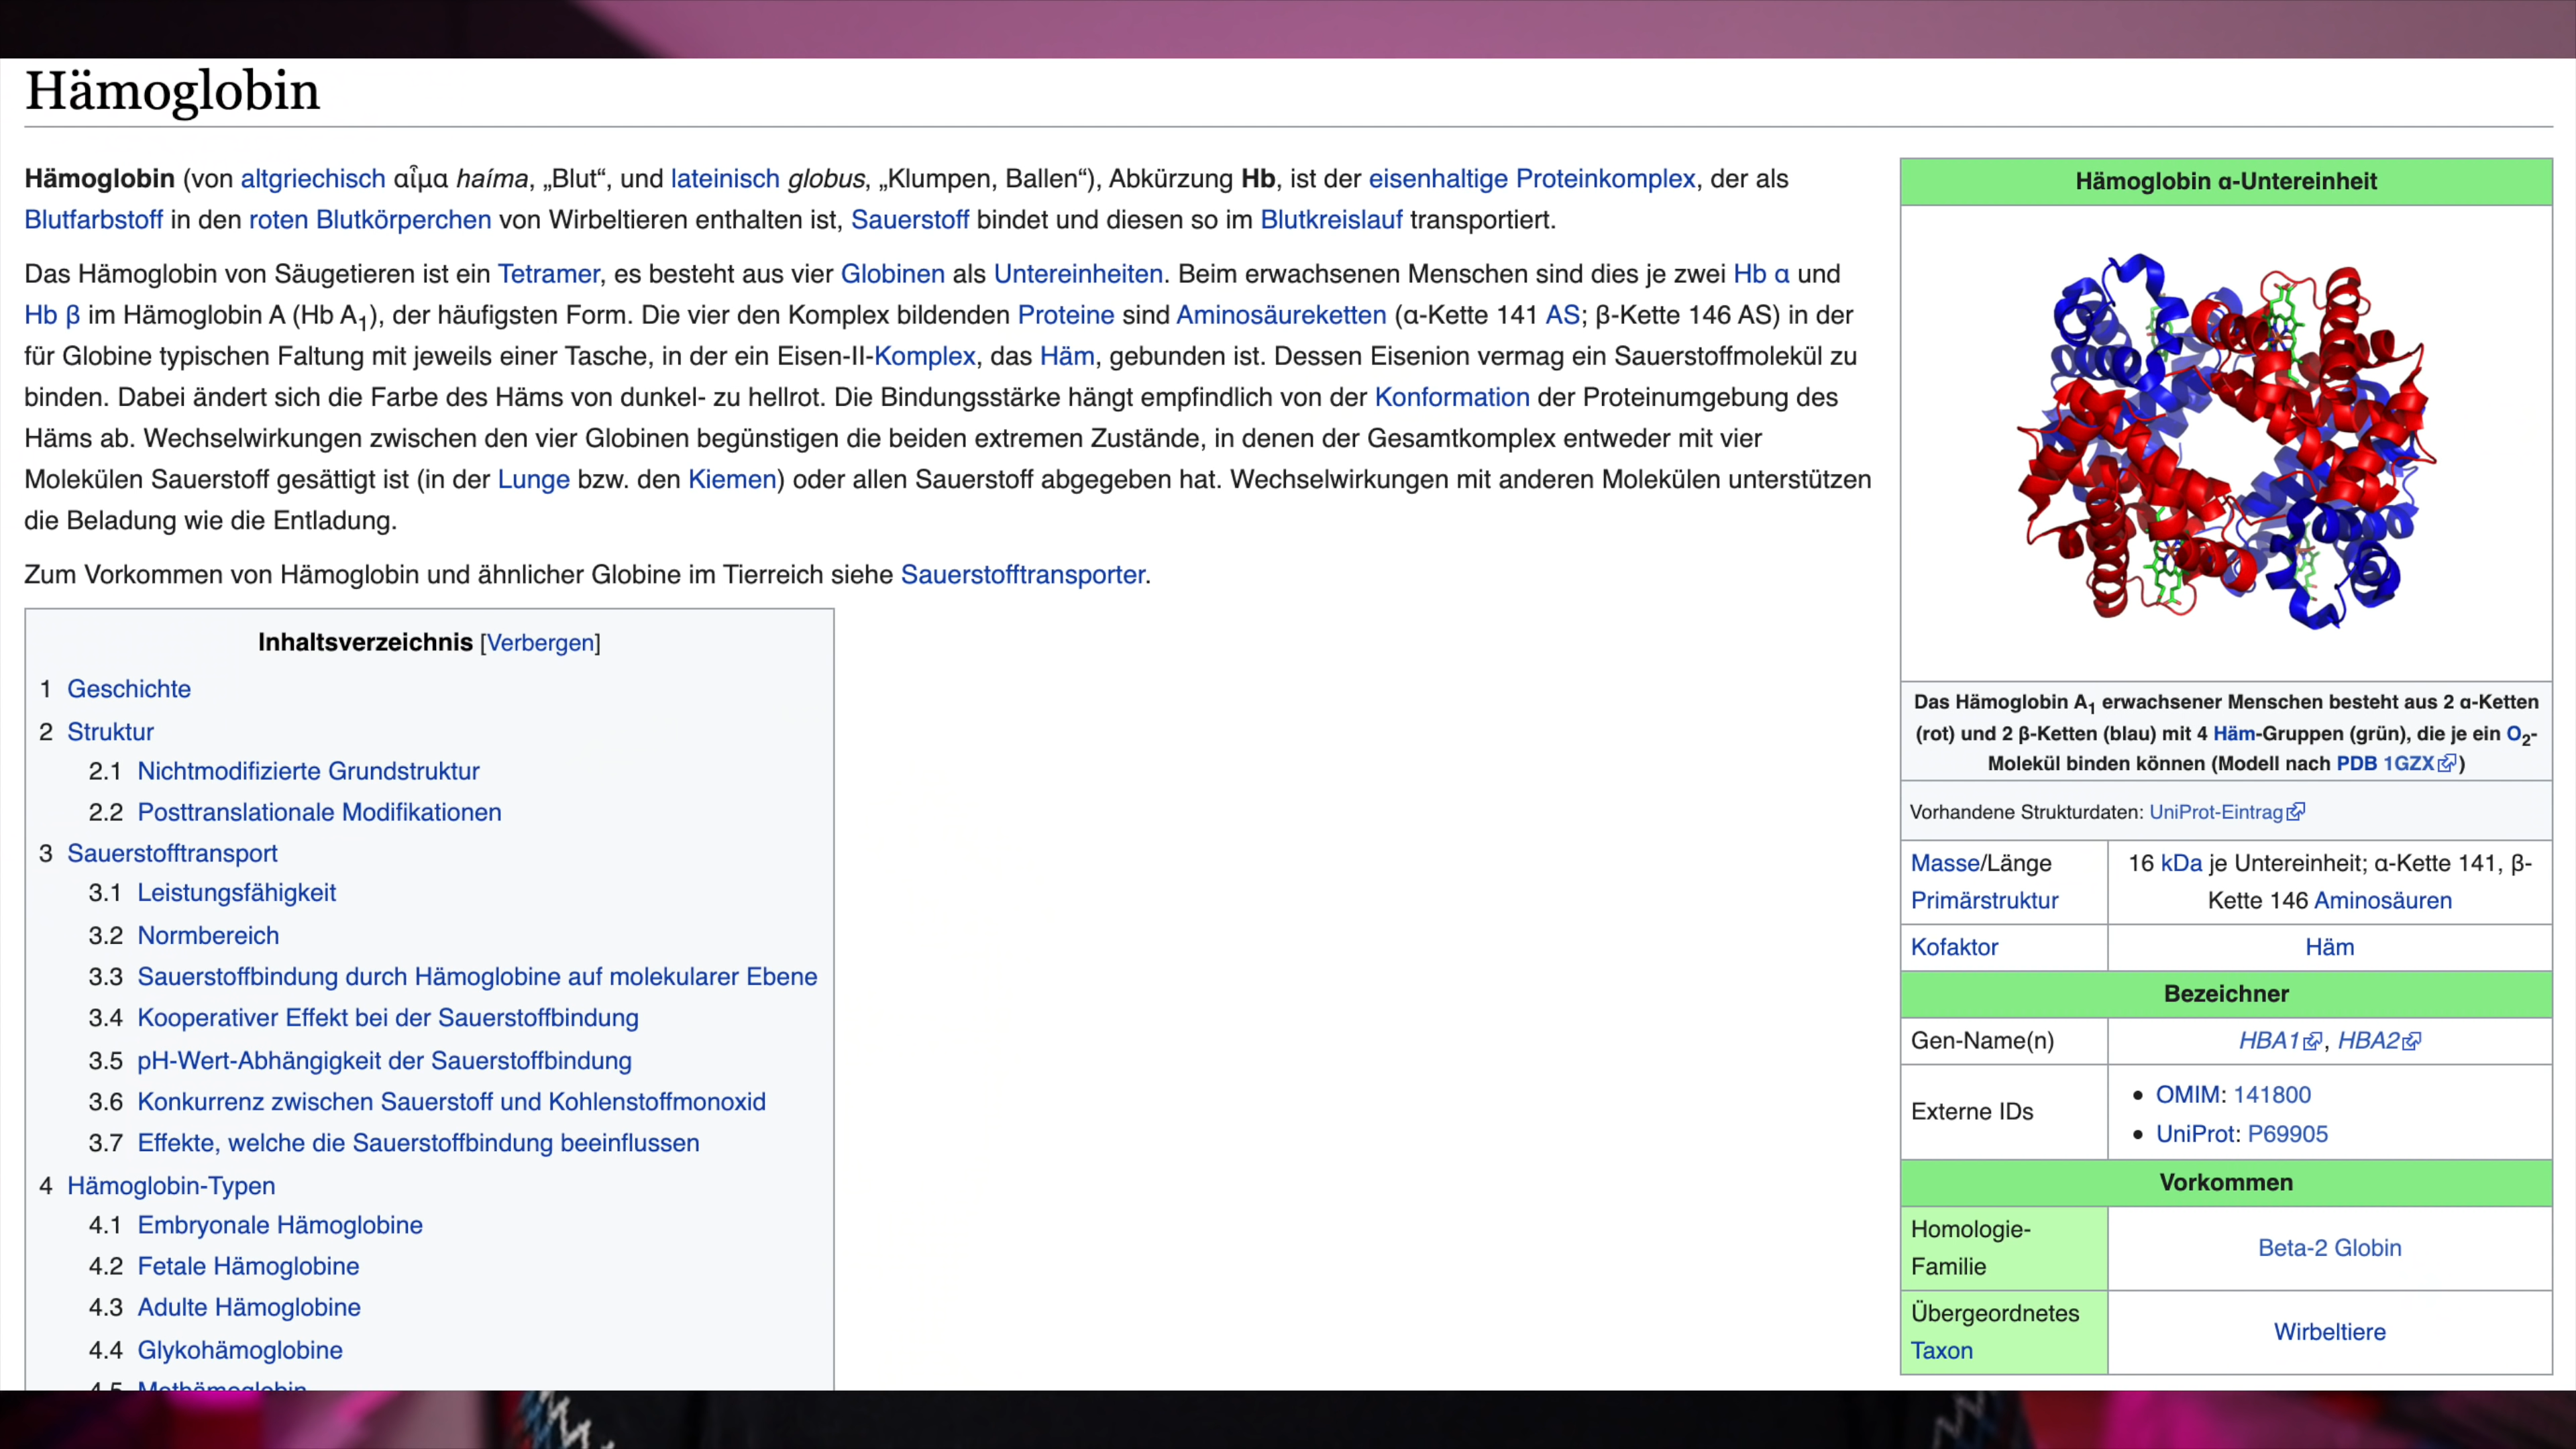 Hämoglobin
Hämoglobin (von altgriechisch αἷμα haíma, „Blut“, und lateinisch globus, „Klumpen, Ballen“), Abkürzung Hb, ist der eisenhaltige Proteinkomplex, der als
Blutfarbstoff in den roten Blutkörperchen von Wirbeltieren enthalten ist, Sauerstoff bindet und diesen so im Blutkreislauf transportiert.
Das Hämoglobin von Säugetieren ist ein Tetramer, es besteht aus vier Globinen als Untereinheiten. Beim erwachsenen Menschen sind dies je zwei Hb α und
Hb β im Hämoglobin A (Hb A1), der häufigsten Form. Die vier den Komplex bildenden Proteine sind Aminosäureketten (α-Kette 141 AS; β-Kette 146 AS) in der
für Globine typischen Faltung mit jeweils einer Tasche, in der ein Eisen-II-Komplex, das Häm, gebunden ist. Dessen Eisenion vermag ein Sauerstoffmolekül zu
binden. Dabei ändert sich die Farbe des Häms von dunkel- zu hellrot. Die Bindungsstärke hängt empfindlich von der Konformation der Proteinumgebung des
Häms ab. Wechselwirkungen zwischen den vier Globinen begünstigen die beiden extremen Zustände, in denen der Gesamtkomplex entweder mit vier
Molekülen Sauerstoff gesättigt ist (in der Lunge bzw. den Kiemen) oder allen Sauerstoff abgegeben hat. Wechselwirkungen mit anderen Molekülen unterstützen
die Beladung wie die Entladung.
Zum Vorkommen von Hämoglobin und ähnlicher Globine im Tierreich siehe Sauerstofftransporter.
Inhaltsverzeichnis [Verbergen]
1 Geschichte
2 Struktur
2.1 Nichtmodifizierte Grundstruktur
2.2 Posttranslationale Modifikationen
3 Sauerstofftransport
3.1 Leistungsfähigkeit
3.2 Normbereich
3.3 Sauerstoffbindung durch Hämoglobine auf molekularer Ebene
3.4 Kooperativer Effekt bei der Sauerstoffbindung
3.5 pH-Wert-Abhängigkeit der Sauerstoffbindung
3.6 Konkurrenz zwischen Sauerstoff und Kohlenstoffmonoxid
3.7 Effekte, welche die Sauerstoffbindung beeinflussen
4 Hämoglobin-Typen
4.1 Embryonale Hämoglobine
4.2 Fetale Hämoglobine
4.3 Adulte Hämoglobine
4.4 Glykohämoglobine
4.5 Methämoglobin
Hämoglobin α-Untereinheit
Das Hämoglobin A1 erwachsener Menschen besteht aus 2 α-Ketten
(rot) und 2 β-Ketten (blau) mit 4 Häm-Gruppen (grün), die je ein O2-
Molekül binden können (Modell nach PDB 1GZX)
Vorhandene Strukturdaten: UniProt-Eintrag
Masse/Länge
Primärstruktur
16 kDa je Untereinheit; α-Kette 141, β-
Kette 146 Aminosäuren
Kofaktor
Häm
Bezeichner
Gen-Name(n)
HBA1, HBA2
Externe IDs
• OMIM: 141800
• UniProt: P69905
Vorkommen
Homologie-
Familie
Beta-2 Globin
Übergeordnetes
Taxon
Wirbeltiere